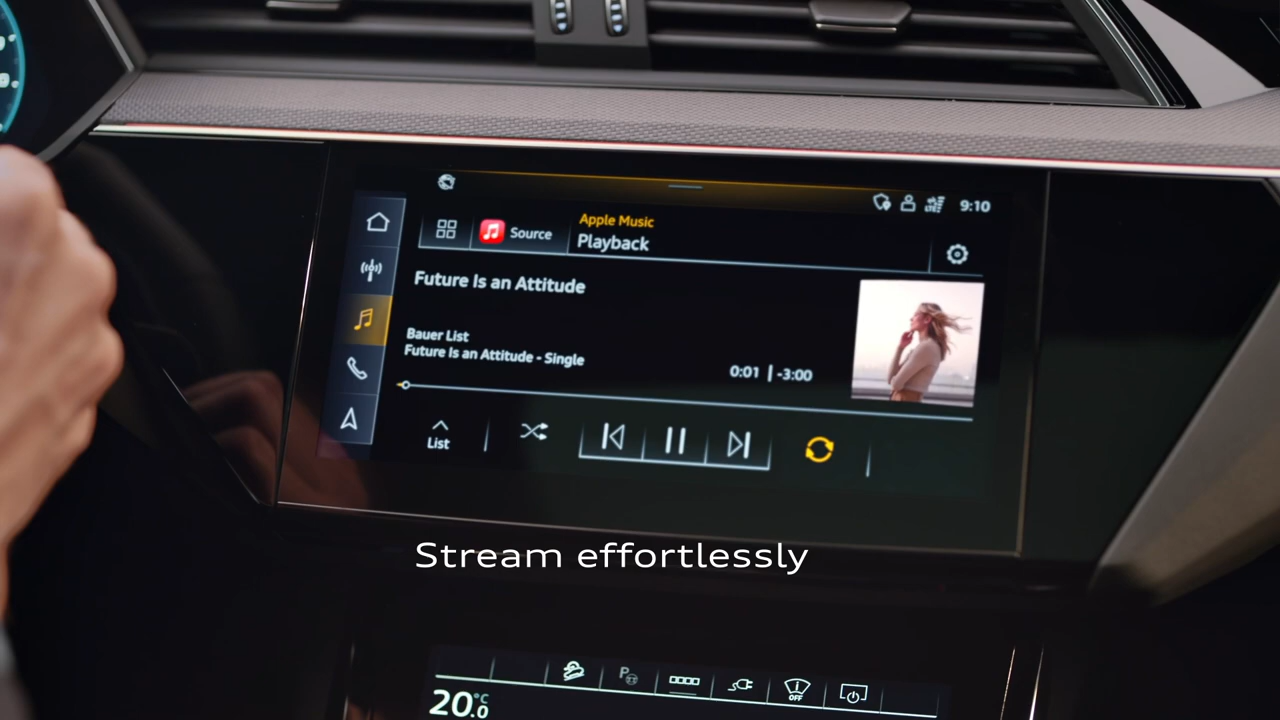 9:10
Apple Music
Source
Playback
Future Is an Attitude
Bauer List
Future Is an Attitude - Single
0:01 | -3:00
List
Stream effortlessly
P
OFF
20.0 °C